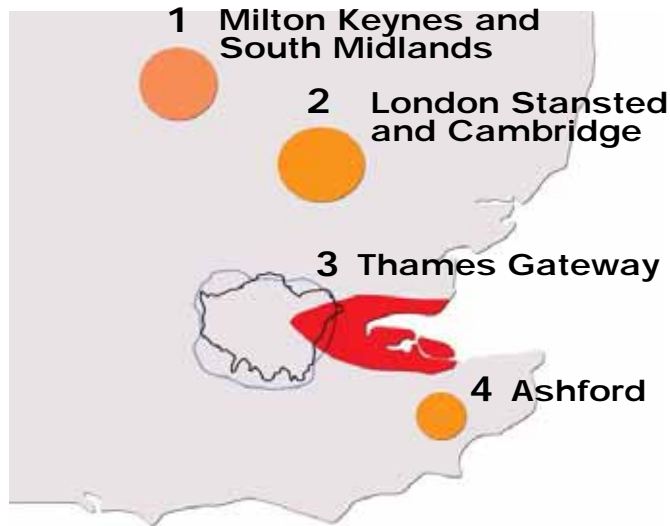 1 Milton Keynes and
South Midlands
2 London Stansted
and Cambridge
3 Thames Gateway
4 Ashford